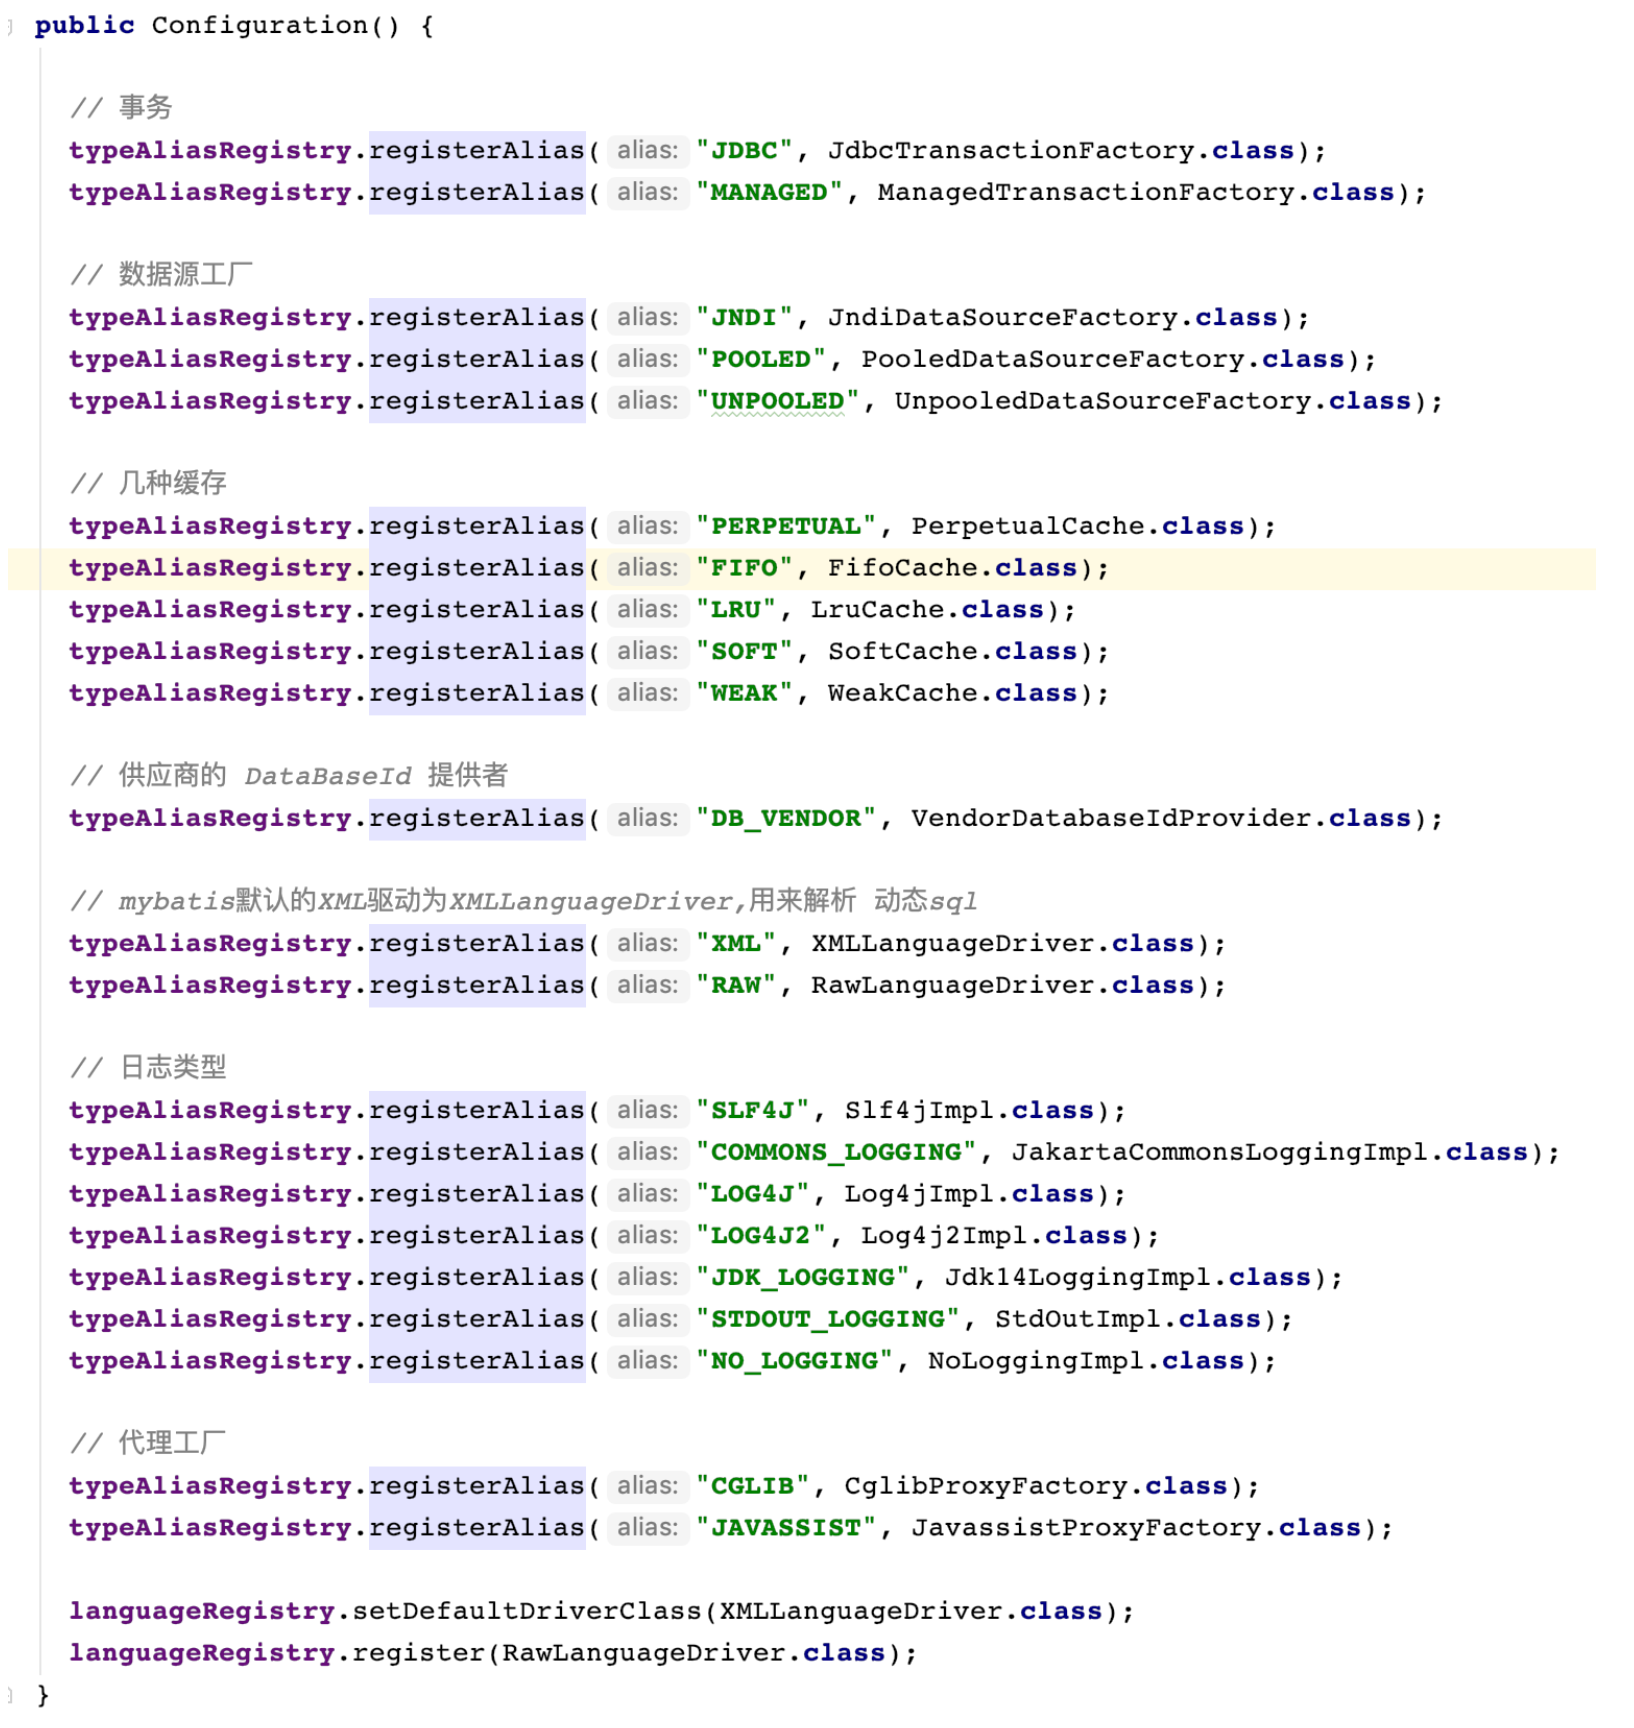 public Configuration() {
// 事务
typeAliasRegistry.registerAlias( alias: "JDBC", JdbcTransactionFactory.class);
typeAliasRegistry.registerAlias( alias: "MANAGED", ManagedTransactionFactory.class);
// 数据源工厂
typeAliasRegistry.registerAlias( alias: "JNDI", JndiDataSourceFactory.class);
typeAliasRegistry.registerAlias( alias: "POOLED", PooledDataSourceFactory.class);
typeAliasRegistry.registerAlias( alias: "UNPOOLED", UnpooledDataSourceFactory.class);
// 几种缓存
typeAliasRegistry.registerAlias( alias: "PERPETUAL", PerpetualCache.class);
typeAliasRegistry.registerAlias( alias: "FIFO", FifoCache.class);
typeAliasRegistry.registerAlias( alias: "LRU", LruCache.class);
typeAliasRegistry.registerAlias( alias: "SOFT", SoftCache.class);
typeAliasRegistry.registerAlias( alias: "WEAK", WeakCache.class);
// 供应商的 DataBaseId 提供者
typeAliasRegistry.registerAlias( alias: "DB_VENDOR", VendorDatabaseIdProvider.class);
// mybatis默认的XML驱动为XMLLanguageDriver,用来解析 动态sql
typeAliasRegistry.registerAlias( alias: "XML", XMLLanguageDriver.class);
typeAliasRegistry.registerAlias( alias: "RAW", RawLanguageDriver.class);
// 日志类型
typeAliasRegistry.registerAlias( alias: "SLF4J", Slf4jImpl.class);
typeAliasRegistry.registerAlias( alias: "COMMONS_LOGGING", JakartaCommonsLoggingImpl.class);
typeAliasRegistry.registerAlias( alias: "LOG4J", Log4jImpl.class);
typeAliasRegistry.registerAlias( alias: "LOG4J2", Log4j2Impl.class);
typeAliasRegistry.registerAlias( alias: "JDK_LOGGING", Jdk14LoggingImpl.class);
typeAliasRegistry.registerAlias( alias: "STDOUT_LOGGING", StdOutImpl.class);
typeAliasRegistry.registerAlias( alias: "NO_LOGGING", NoLoggingImpl.class);
// 代理工厂
typeAliasRegistry.registerAlias( alias: "CGLIB", CglibProxyFactory.class);
typeAliasRegistry.registerAlias( alias: "JAVASSIST", JavassistProxyFactory.class);
languageRegistry.setDefaultDriverClass(XMLLanguageDriver.class);
languageRegistry.register(RawLanguageDriver.class);
}